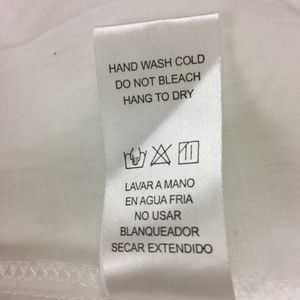 HAND WASH COLD
DO NOT BLEACH
HANG TO DRY
LAVAR A MANO
EN AGUA FRIA
NO USAR
BLANQUEADOR
SECAR EXTENDIDO